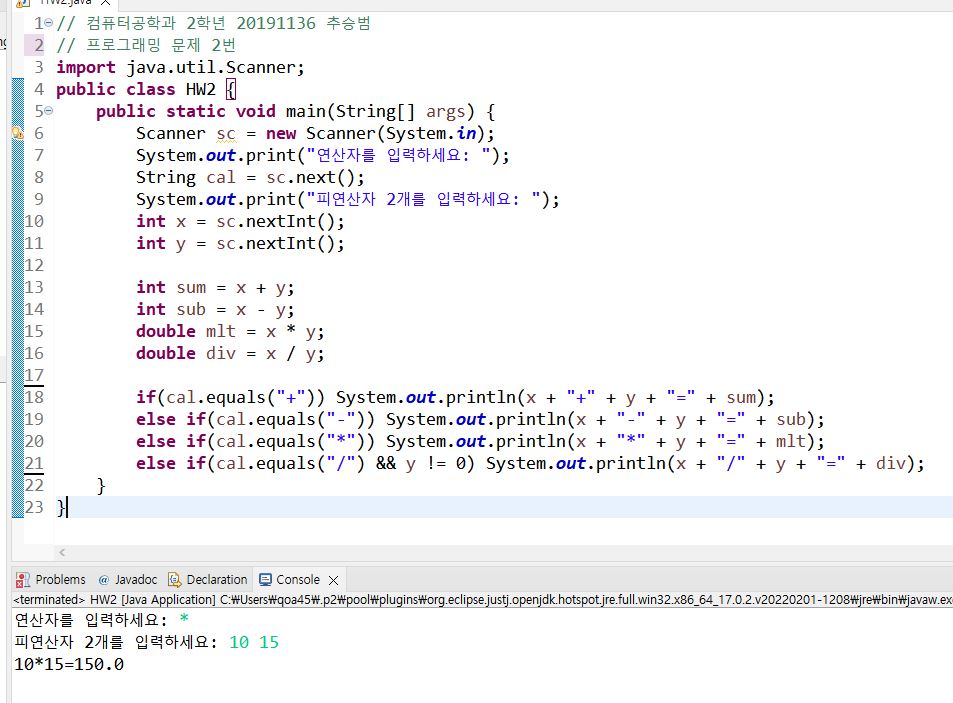 HW2.java
1 // 컴퓨터공학과 2학년 20191136 추승범
2 // 프로그래밍 문제 2번
3 import java.util.Scanner;
4 public class HW2 {
5     public static void main(String[] args) {
6         Scanner sc = new Scanner(System.in);
7         System.out.print("연산자를 입력하세요: ");
8         String cal = sc.next();
9         System.out.print("피연산자 2개를 입력하세요: ");
10         int x = sc.nextInt();
11         int y = sc.nextInt();
12
13         int sum = x + y;
14         int sub = x - y;
15         double mlt = x * y;
16         double div = x / y;
17
18         if(cal.equals("+")) System.out.println(x + "+" + y + "=" + sum);
19         else if(cal.equals("-")) System.out.println(x + "-" + y + "=" + sub);
20         else if(cal.equals("*")) System.out.println(x + "*" + y + "=" + mlt);
21         else if(cal.equals("/") && y != 0) System.out.println(x + "/" + y + "=" + div);
22     }
23 }
Problems @ Javadoc Declaration Console
<terminated> HW2 [Java Application] C:₩Users₩qoa45₩.p2₩pool₩plugins₩org.eclipse.justj.openjdk.hotspot.jre.full.win32.x86_64_17.0.2.v20220201-1208₩jre₩bin₩javaw.exe
연산자를 입력하세요: *
피연산자 2개를 입력하세요: 10 15
10*15=150.0